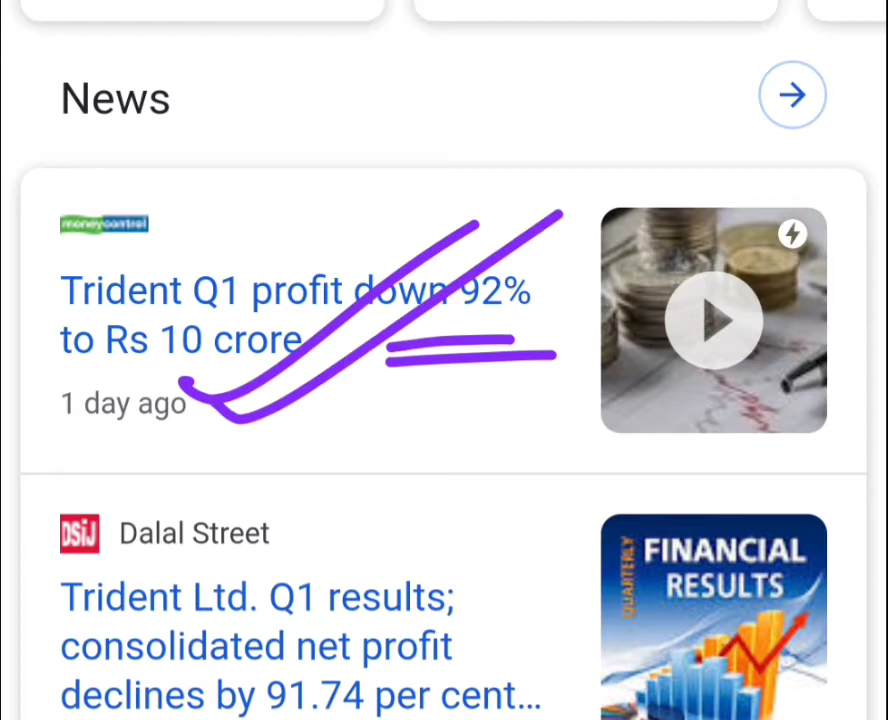 News
moneycontrol
Trident Q1 profit down 92%
to Rs 10 crore
1 day ago
DSIJ Dalal Street
Trident Ltd. Q1 results;
consolidated net profit
declines by 91.74 per cent...
QUARTERLY
FINANCIAL
RESULTS